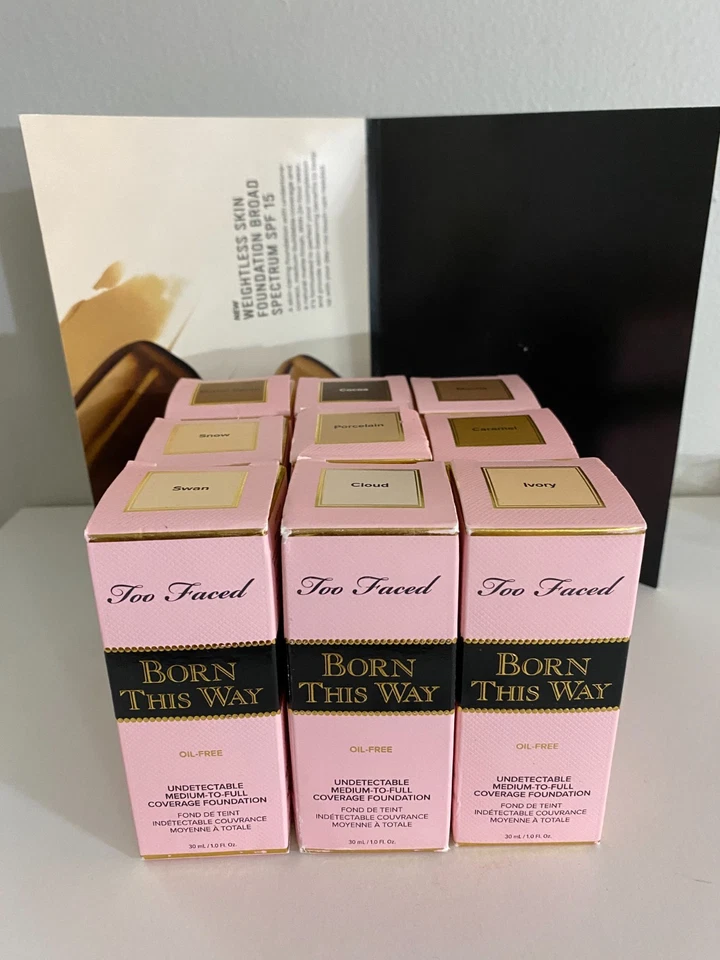 NEW
WEIGHTLESS SKIN
FOUNDATION BROAD
SPECTRUM SPF 15
Cocoa
Snow
Porcelain
Caramel
Swan
Cloud
Ivory
Too Faced
BORN
THIS WAY
OIL-FREE
UNDETECTABLE
MEDIUM-TO-FULL
COVERAGE FOUNDATION
FOND DE TEINT
INDÉTECTABLE COUVRANCE
MOYENNE À TOTALE
30 mL / 1.0 Fl. Oz.
Too Faced
BORN
THIS WAY
OIL-FREE
UNDETECTABLE
MEDIUM-TO-FULL
COVERAGE FOUNDATION
FOND DE TEINT
INDÉTECTABLE COUVRANCE
MOYENNE À TOTALE
30 mL / 1.0 Fl. Oz.
Too Faced
BORN
THIS WAY
OIL-FREE
UNDETECTABLE
MEDIUM-TO-FULL
COVERAGE FOUNDATION
FOND DE TEINT
INDÉTECTABLE COUVRANCE
MOYENNE À TOTALE
30 mL / 1.0 Fl. Oz.